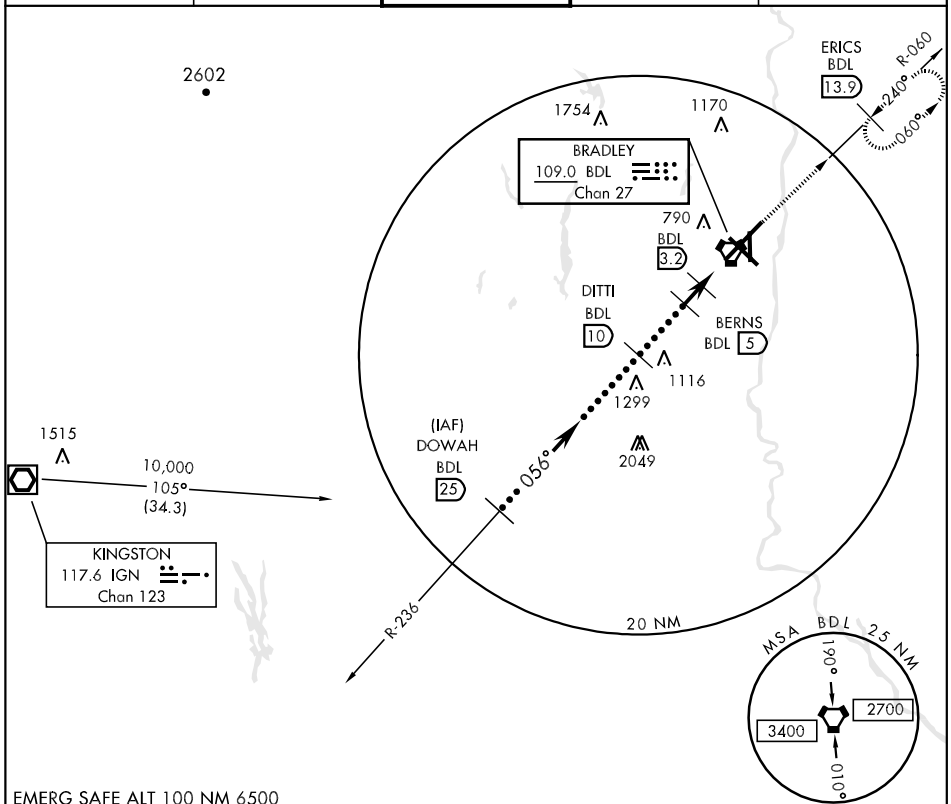 2602
ERICS
BDL
13.9
R-060
240°
060°
1754
1170
BRADLEY
109.0 BDL
Chan 27
790
BDL
3.2
DITTI
BDL
10
BERNS
BDL 5
1116
1299
2049
(IAF)
DOWAH
BDL
25
056°
1515
10,000
105°
(34.3)
KINGSTON
117.6 IGN
Chan 123
R-236
20 NM
MSA BDL 25 NM
190°
2700
3400
010°
EMERG SAFE ALT 100 NM 6500